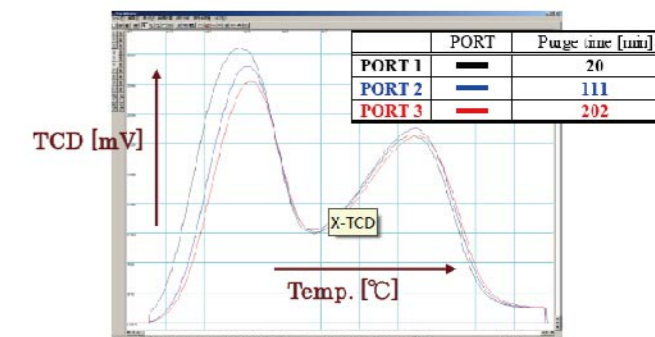 PORT Purge time [min]
PORT 1 20
PORT 2 111
PORT 3 202
TCD [mV]
X-TCD
Temp. [℃]